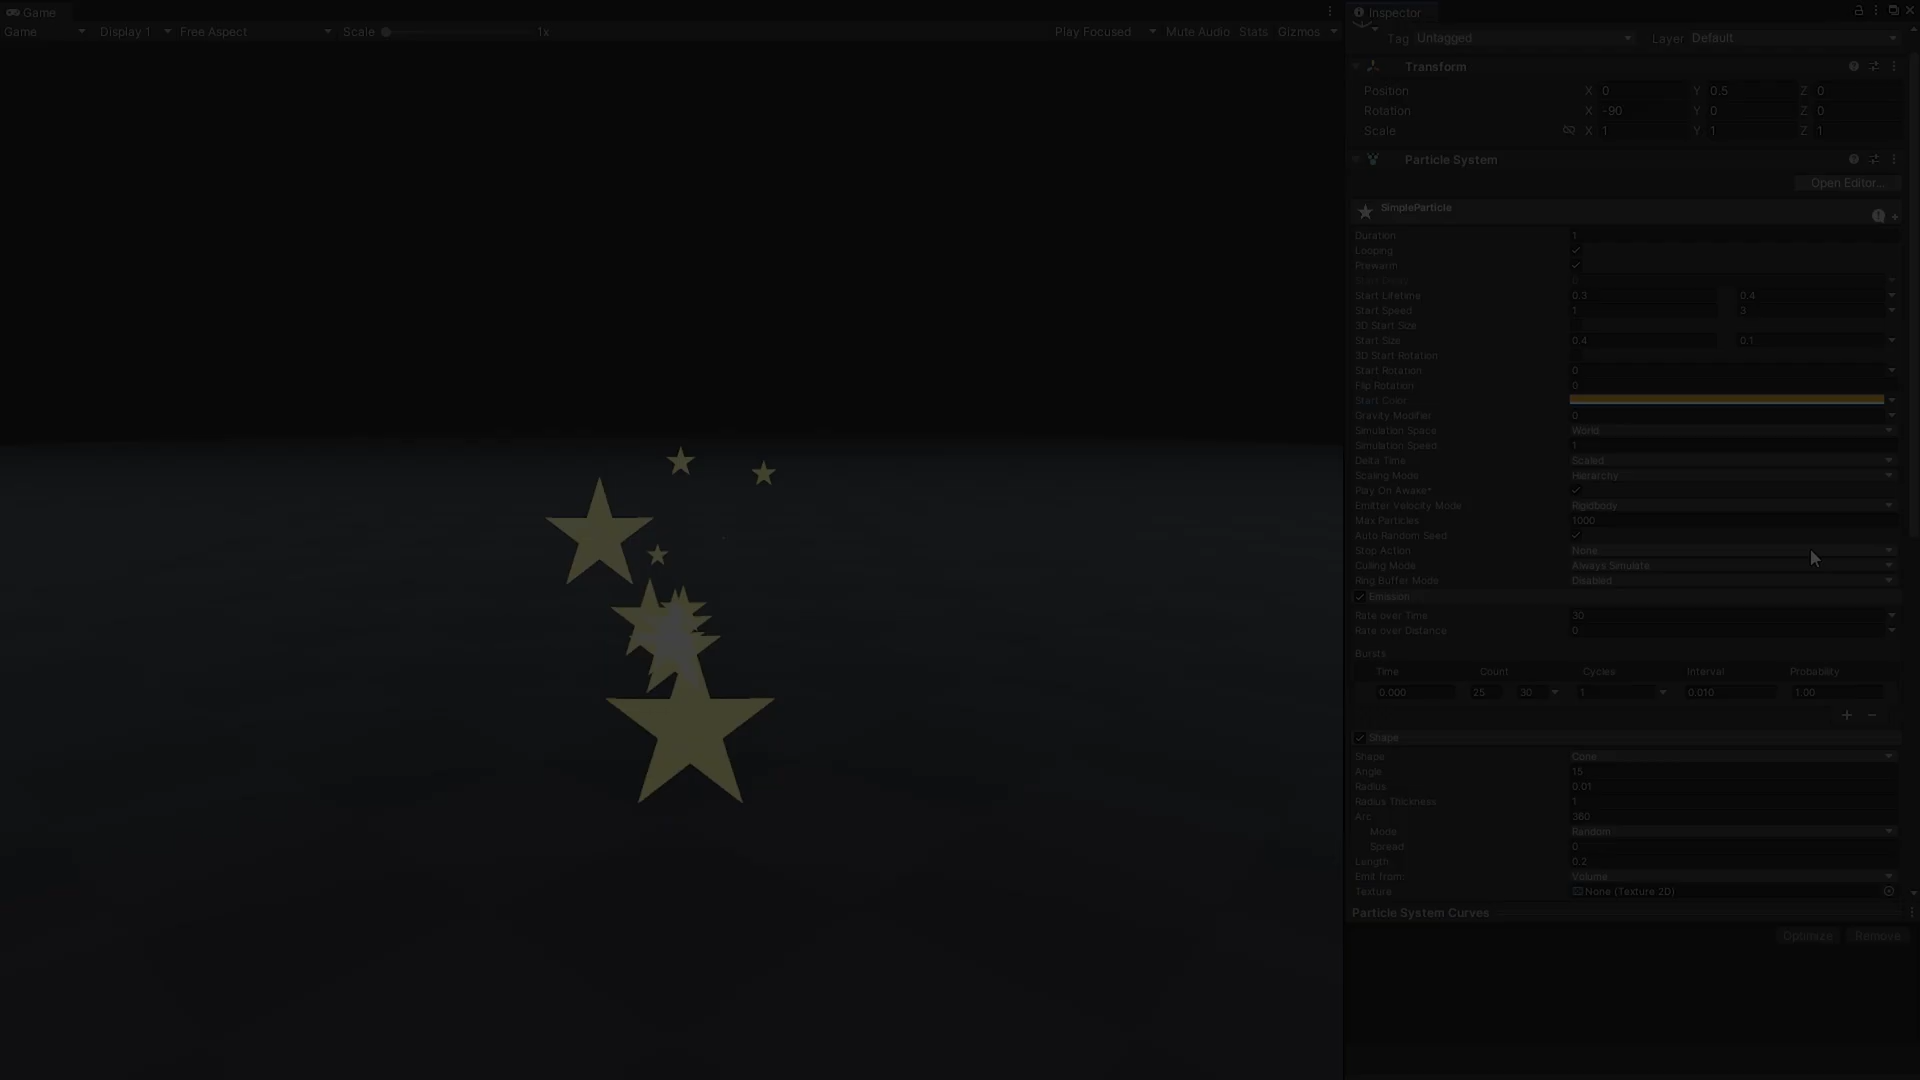 Game
Game Display 1 Free Aspect Scale 1x Play Focused Mute Audio Stats Gizmos
Inspector
Tag Untagged Layer Default
Transform
Position X 0 Y 0.5 Z 0
Rotation X -90 Y 0 Z 0
Scale X 1 Y 1 Z 1
Particle System
Open Editor...
SimpleParticle
Duration 1
Looping
Prewarm
Start Delay 0
Start Lifetime 0.3 0.4
Start Speed 1 3
3D Start Size
Start Size 0.4 0.1
3D Start Rotation
Start Rotation 0
Flip Rotation 0
Start Color
Gravity Modifier 0
Simulation Space World
Simulation Speed 1
Delta Time Scaled
Scaling Mode Hierarchy
Play On Awake*
Emitter Velocity Mode Rigidbody
Max Particles 1000
Auto Random Seed
Stop Action None
Culling Mode Always Simulate
Ring Buffer Mode Disabled
Emission
Rate over Time 30
Rate over Distance 0
Bursts
Time Count Cycles Interval Probability
0.000 25 30 1 0.010 1.00
Shape
Shape Cone
Angle 15
Radius 0.01
Radius Thickness 1
Arc 360
Mode Random
Spread 0
Length: 0.2
Emit from: Volume
Texture None (Texture 2D)
Particle System Curves
Optimize Remove